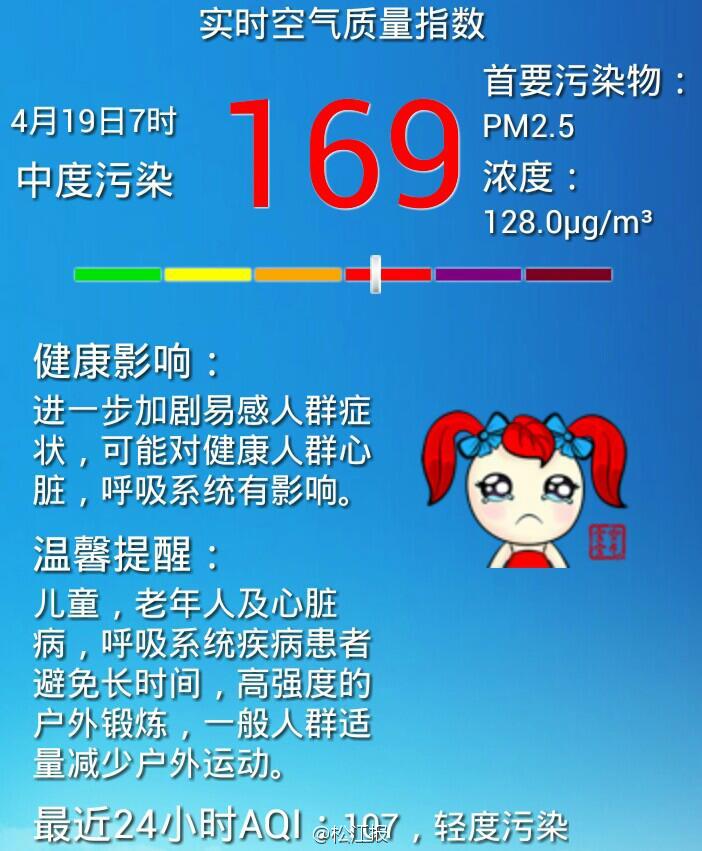 实时空气质量指数
4月19日7时
中度污染
169
首要污染物：
PM2.5
浓度：
128.0μg/m³
健康影响：
进一步加剧易感人群症
状，可能对健康人群心
脏，呼吸系统有影响。
温馨提醒：
儿童，老年人及心脏
病，呼吸系统疾病患者
避免长时间，高强度的
户外锻炼，一般人群适
量减少户外运动。
最近24小时AQI：107，轻度污染
@松江报